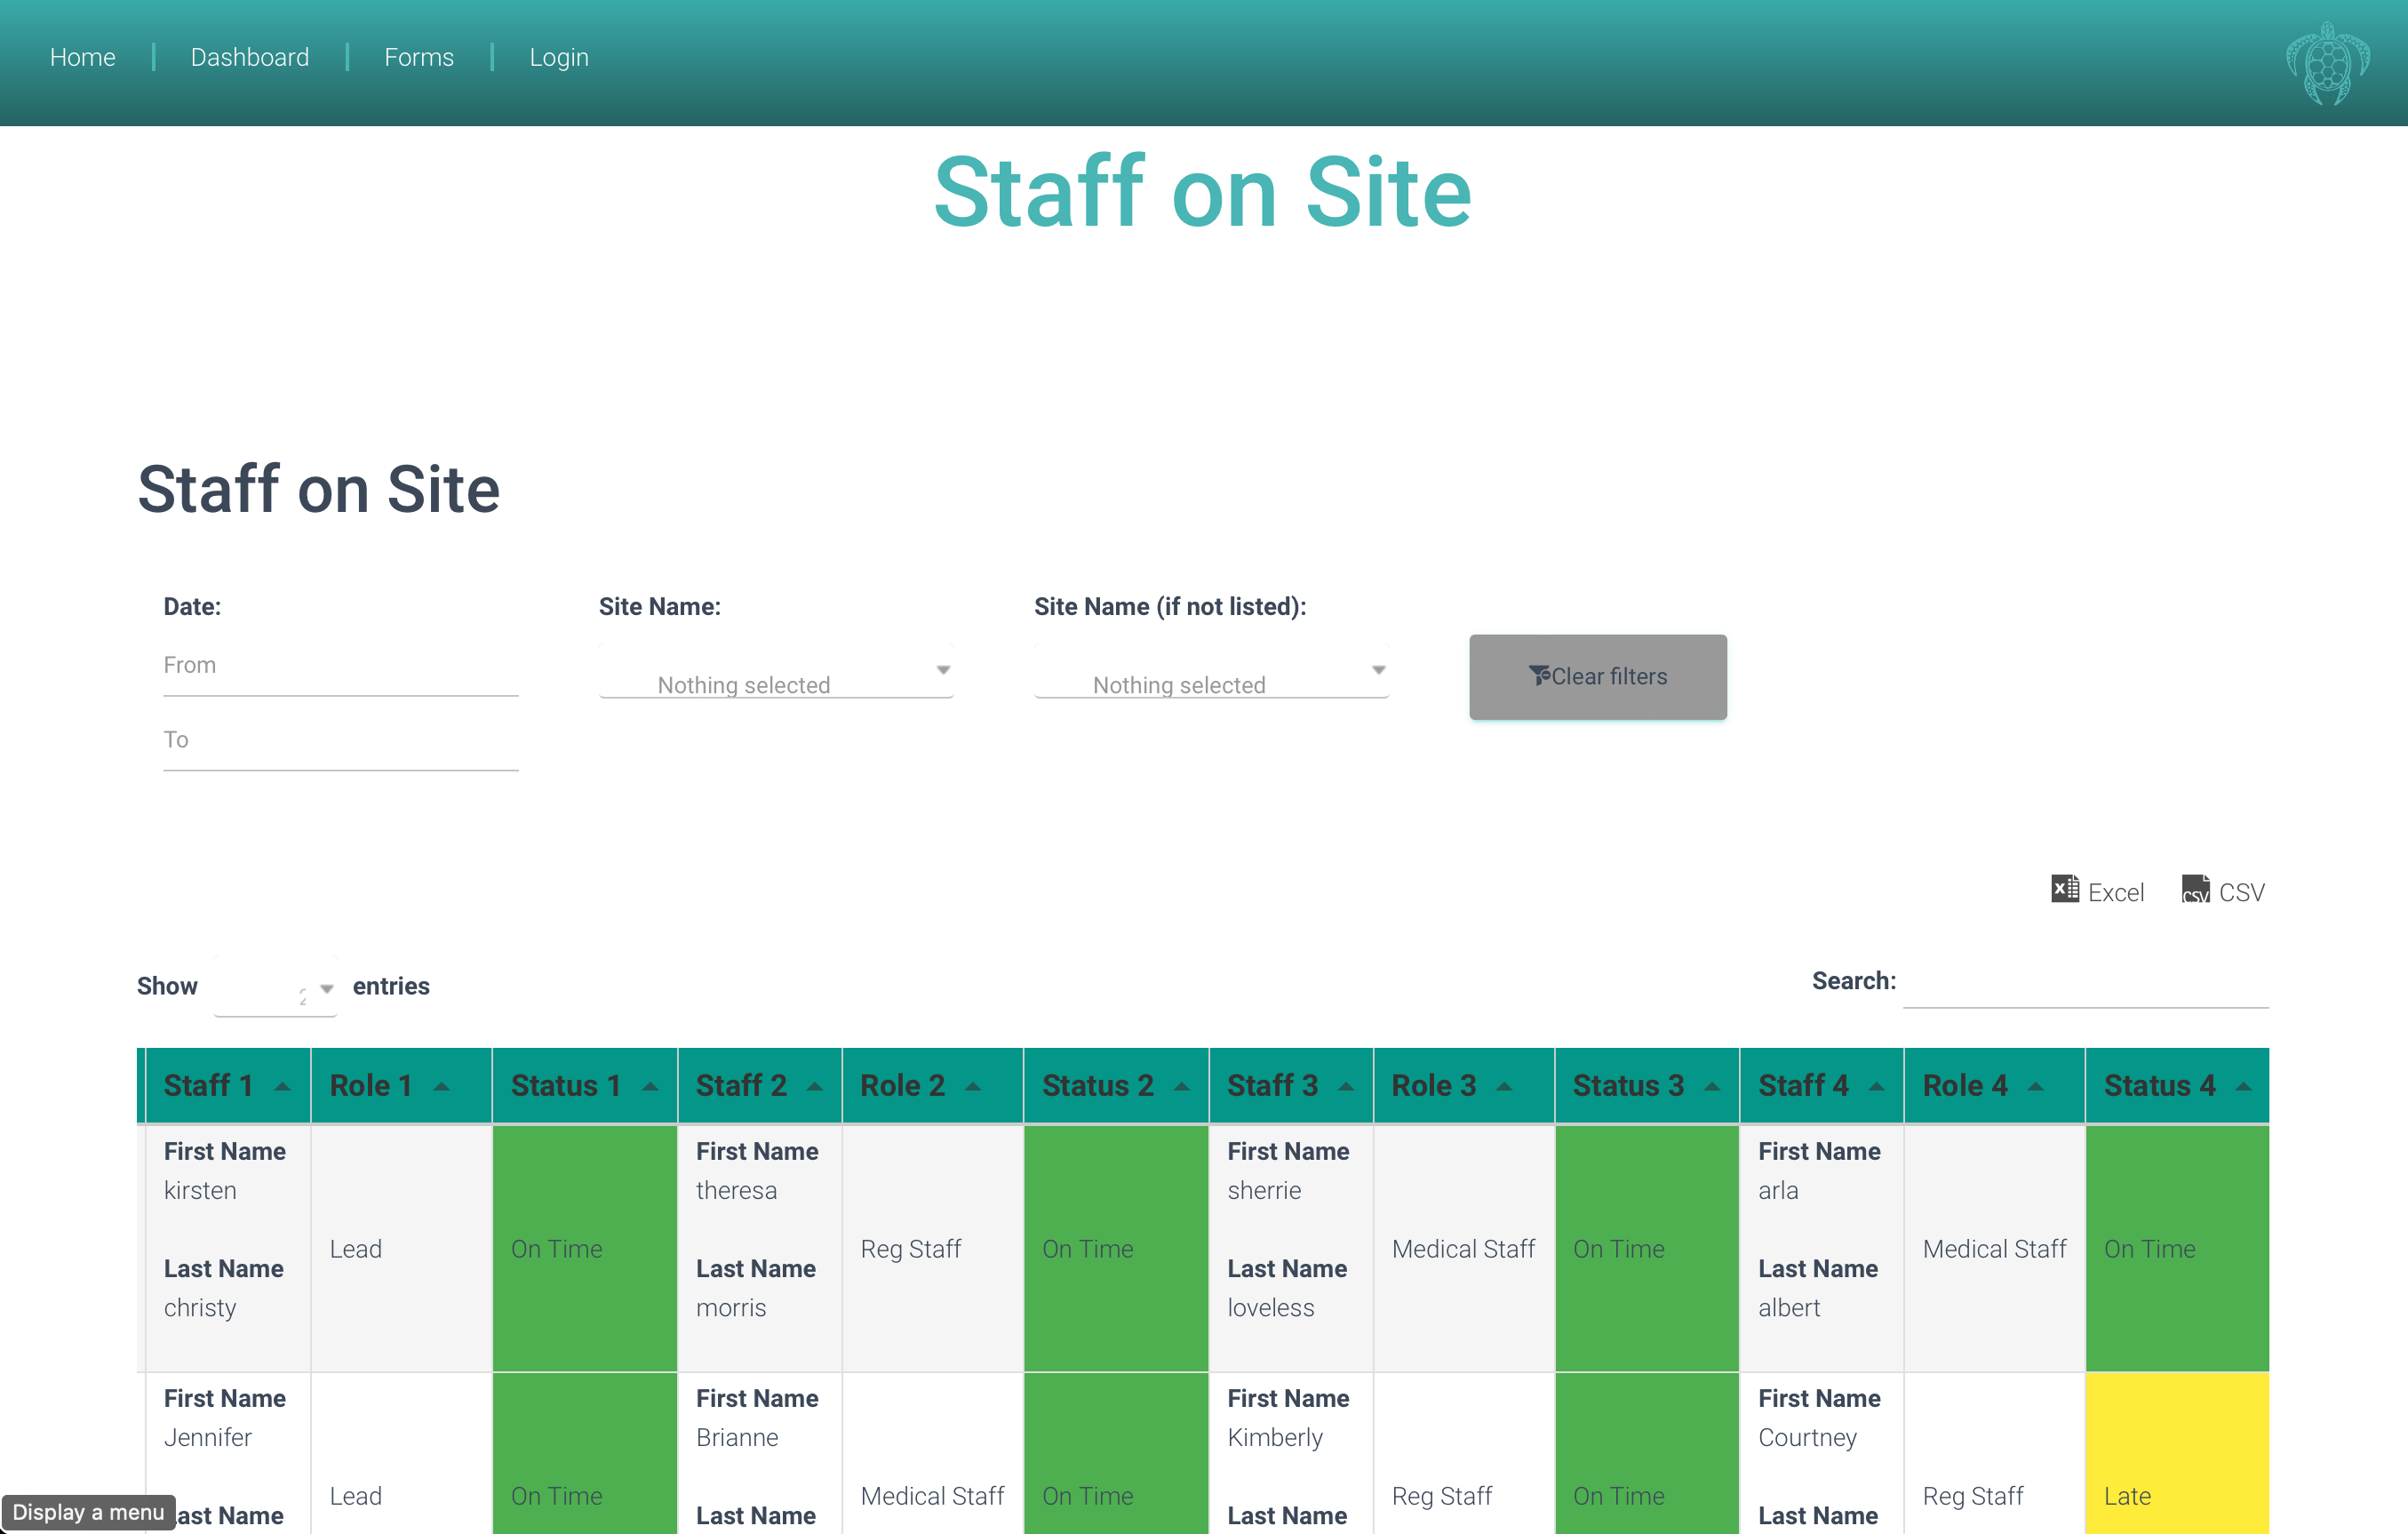 Home Dashboard Forms Login
Staff on Site
Staff on Site
Date: Site Name: Site Name (if not listed):
From Nothing selected Nothing selected Clear filters
To
Excel CSV CSV
Show entries Search:
Staff 1 Role 1 Status 1 Staff 2 Role 2 Status 2 Staff 3 Role 3 Status 3 Staff 4 Role 4 Status 4
First Name First Name First Name First Name
kirsten theresa sherrie arla
Lead On Time Reg Staff On Time Medical Staff On Time Medical Staff On Time
Last Name Last Name Last Name Last Name
christy morris loveless albert
First Name First Name First Name First Name
Jennifer Brianne Kimberly Courtney
Lead On Time Medical Staff On Time Reg Staff On Time Reg Staff Late
Last Name Last Name Last Name
Display a menu ast Name